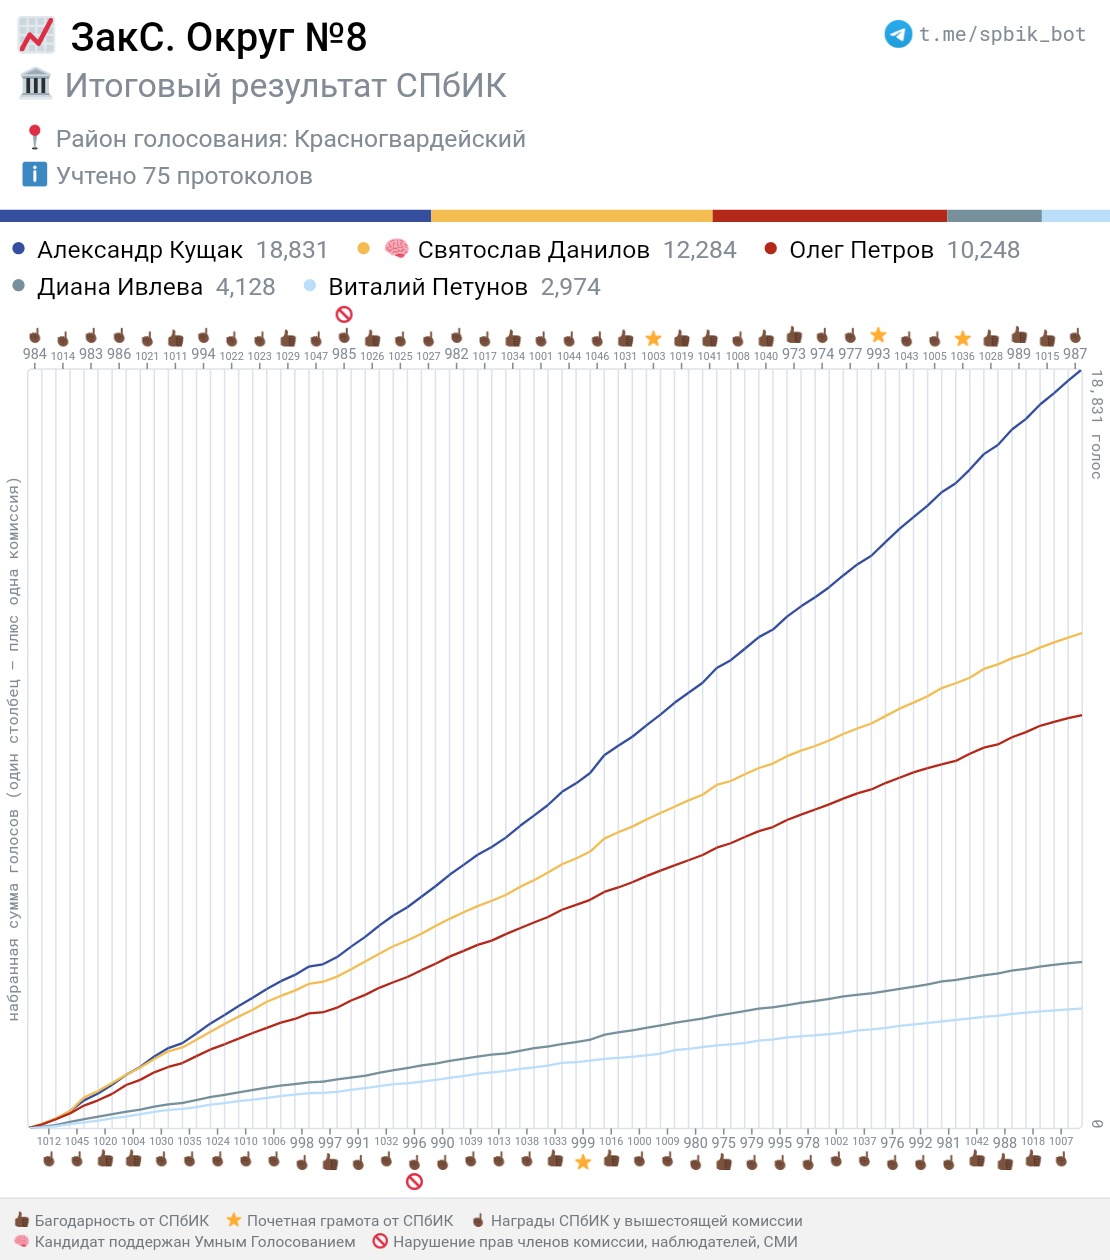 ЗакС. Округ №8
t.me/spbik_bot
Итоговый результат СПбИК
Район голосования: Красногвардейский
Учтено 75 протоколов
Александр Кущак 18,831 Святослав Данилов 12,284 Олег Петров 10,248
Диана Ивлева 4,128 Виталий Петунов 2,974
984 1014 983 986 1021 1011 994 1022 1023 1029 1047 985 1026 1025 1027 982 1017 1034 1001 1044 1046 1031 1003 1019 1041 1008 1040 973 974 977 993 1043 1005 1036 1028 989 1015 987
18,831 голос
набранная сумма голосов (один столбец – плюс одна комиссия)
0
1012 1045 1020 1004 1030 1035 1024 1010 1006 998 997 991 1032 996 990 1039 1013 1038 1033 999 1016 1000 1009 980 975 979 995 978 1002 1037 976 992 981 1042 988 1018 1007
Багодарность от СПбИК Почетная грамота от СПбИК Награды СПбИК у вышестоящей комиссии
Кандидат поддержан Умным Голосованием Нарушение прав членов комиссии, наблюдателей, СМИ